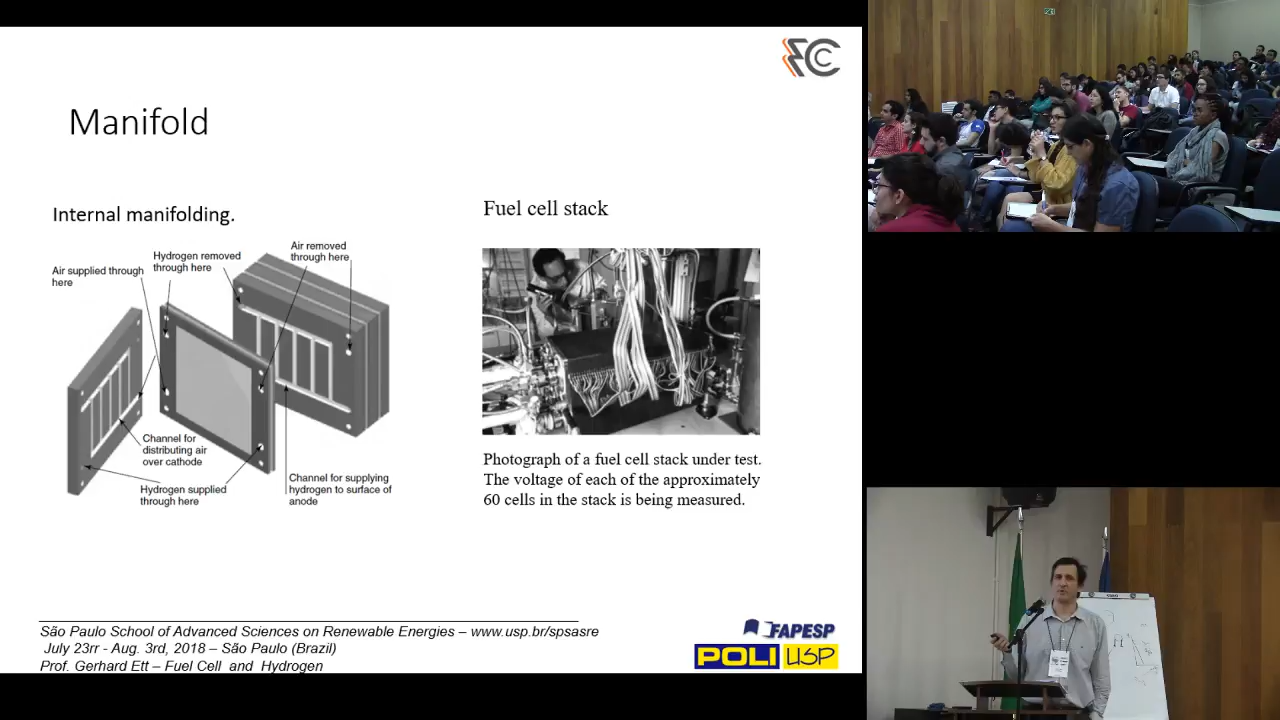 Manifold
Internal manifolding.
Air supplied through
here
Hydrogen removed
through here
Air removed
through here
Channel for
distributing air
over cathode
Hydrogen supplied
through here
Channel for supplying
hydrogen to surface of
anode
Fuel cell stack
Photograph of a fuel cell stack under test.
The voltage of each of the approximately
60 cells in the stack is being measured.
São Paulo School of Advanced Sciences on Renewable Energies – www.usp.br/spsasre
July 23rr - Aug. 3rd, 2018 – São Paulo (Brazil)
Prof. Gerhard Ett – Fuel Cell and Hydrogen
FAPESP
POLI USP